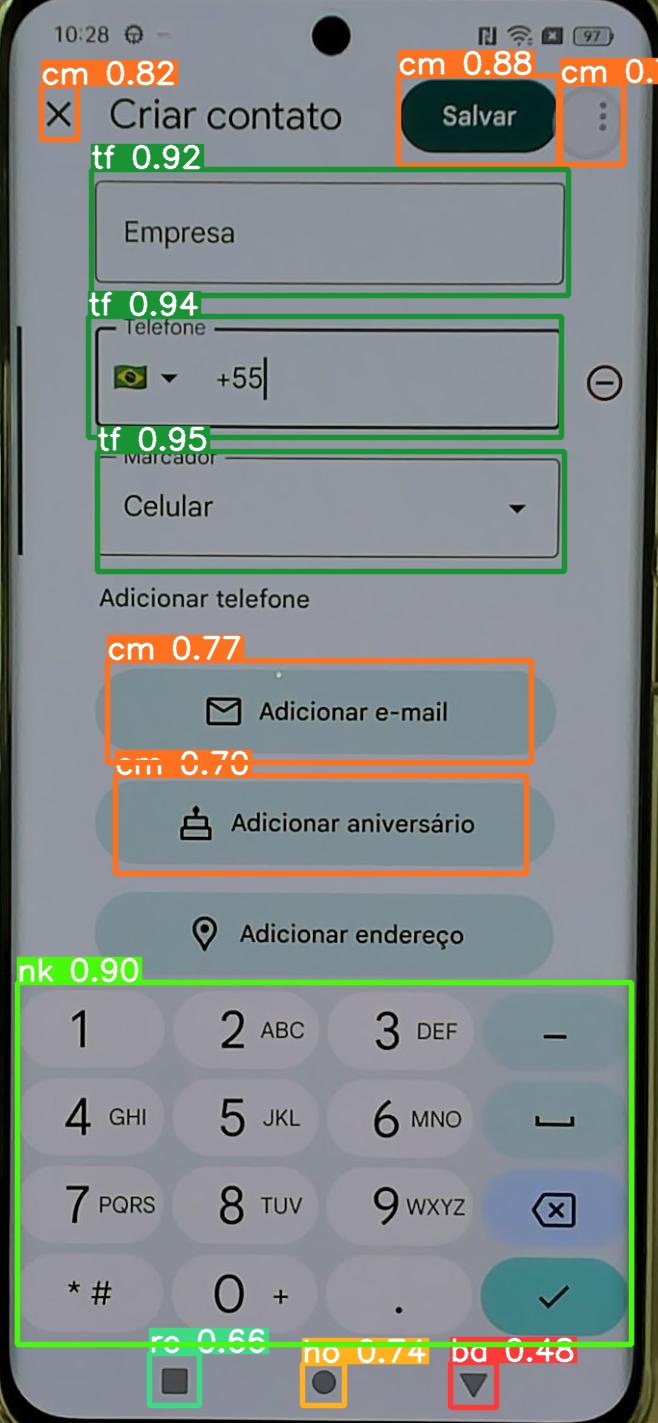 10:28 97
cm 0.82 cm 0.88 cm 0.
Criar contato Salvar
tf 0.92
Empresa
tf 0.94
Telefone
+55
tf 0.95
Marcador
Celular
Adicionar telefone
cm 0.77
Adicionar e-mail
cm 0.70
Adicionar aniversário
Adicionar endereço
nk 0.90
1 2 ABC 3 DEF –
4 GHI 5 JKL 6 MNO
7 PQRS 8 TUV 9 WXYZ
* # 0 + .
re 0.66 ho 0.74 ba 0.48